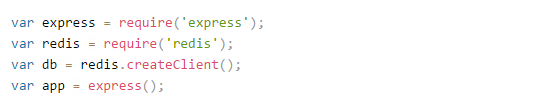 var express = require('express');
var redis = require('redis');
var db = redis.createClient();
var app = express();